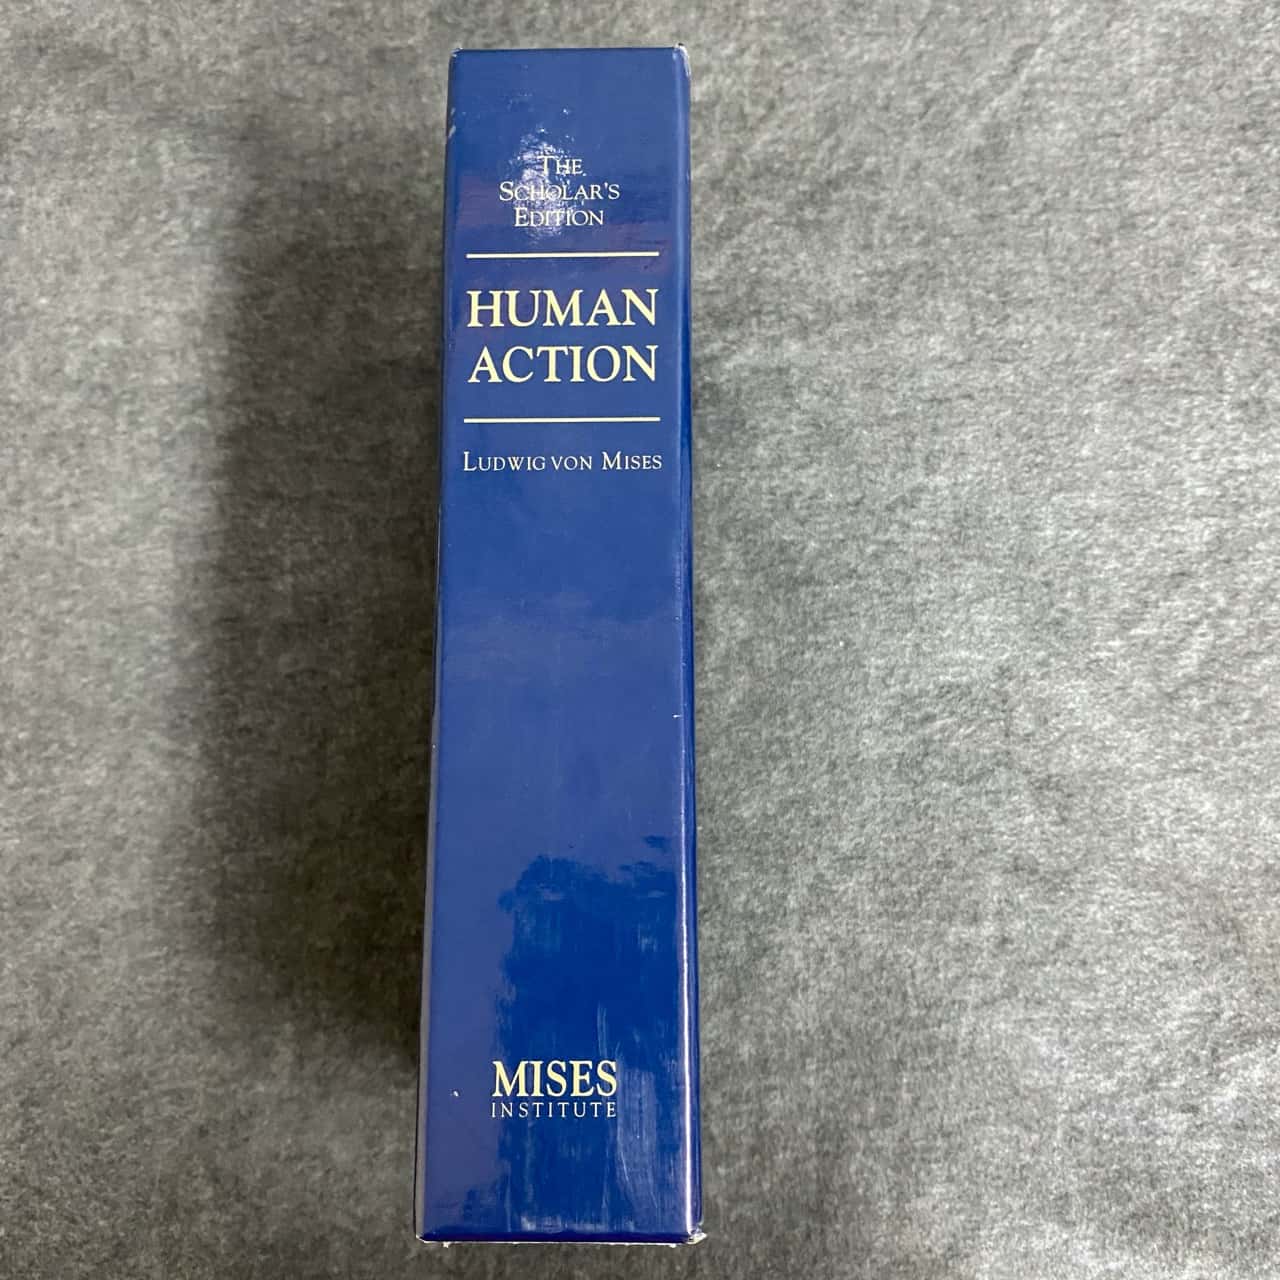 THE
SCHOLAR'S
EDITION
HUMAN
ACTION
LUDWIG VON MISES
MISES
INSTITUTE